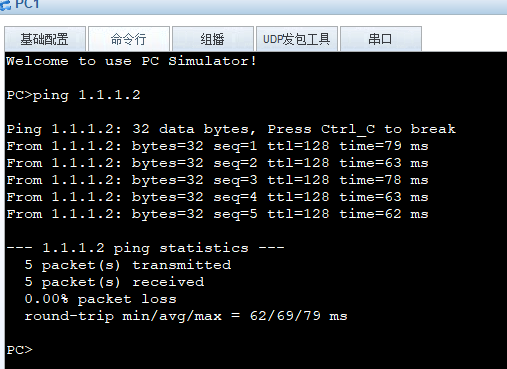 PC1
基础配置 命令行 组播 UDP发包工具 串口
Welcome to use PC Simulator!
PC>ping 1.1.1.2
Ping 1.1.1.2: 32 data bytes, Press Ctrl_C to break
From 1.1.1.2: bytes=32 seq=1 ttl=128 time=79 ms
From 1.1.1.2: bytes=32 seq=2 ttl=128 time=63 ms
From 1.1.1.2: bytes=32 seq=3 ttl=128 time=78 ms
From 1.1.1.2: bytes=32 seq=4 ttl=128 time=63 ms
From 1.1.1.2: bytes=32 seq=5 ttl=128 time=62 ms
--- 1.1.1.2 ping statistics ---
5 packet(s) transmitted
5 packet(s) received
0.00% packet loss
round-trip min/avg/max = 62/69/79 ms
PC>